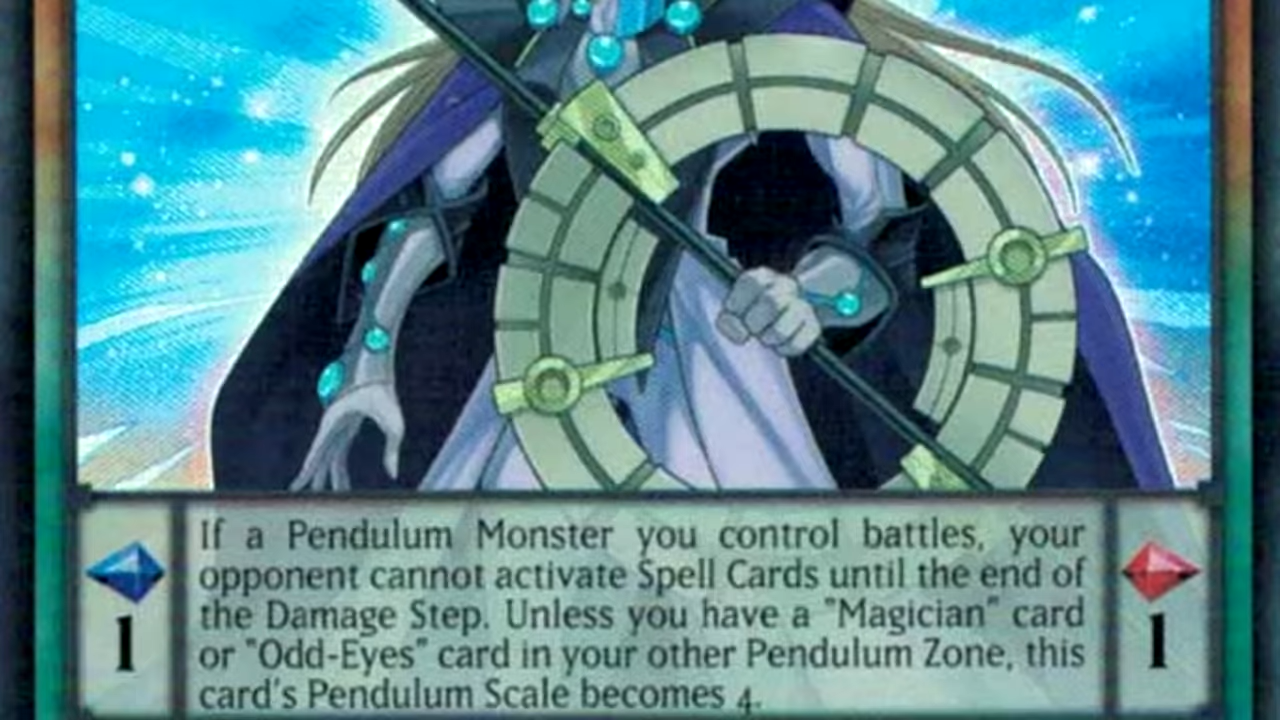 If a Pendulum Monster you control battles, your
opponent cannot activate Spell Cards until the end of
the Damage Step. Unless you have a "Magician" card
or "Odd-Eyes" card in your other Pendulum Zone, this
card's Pendulum Scale becomes 4.
1
1